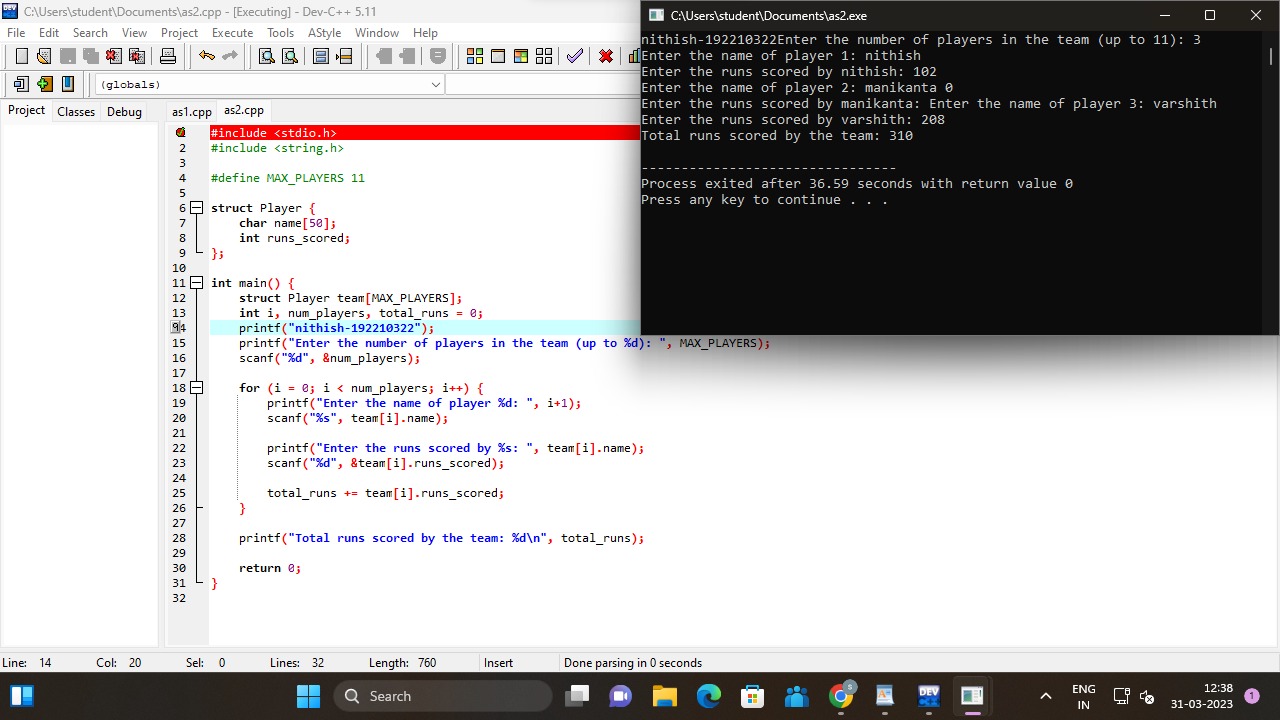 C:\Users\student\Documents\as2.cpp - [Executing] - Dev-C++ 5.11
File Edit Search View Project Execute Tools AStyle Window Help
(globals)
Project Classes Debug
as1.cpp as2.cpp
#include <stdio.h>
2 #include <string.h>
3
4 #define MAX_PLAYERS 11
5
6 struct Player {
7 char name[50];
8 int runs_scored;
9 };
10
11 int main() {
12 struct Player team[MAX_PLAYERS];
13 int i, num_players, total_runs = 0;
14 printf("nithish-192210322");
15 printf("Enter the number of players in the team (up to %d): ", MAX_PLAYERS);
16 scanf("%d", &num_players);
17
18 for (i = 0; i < num_players; i++) {
19 printf("Enter the name of player %d: ", i+1);
20 scanf("%s", team[i].name);
21
22 printf("Enter the runs scored by %s: ", team[i].name);
23 scanf("%d", &team[i].runs_scored);
24
25 total_runs += team[i].runs_scored;
26 }
27
28 printf("Total runs scored by the team: %d\n", total_runs);
29
30 return 0;
31 }
32
C:\Users\student\Documents\as2.exe
nithish-192210322Enter the number of players in the team (up to 11): 3
Enter the name of player 1: nithish
Enter the runs scored by nithish: 102
Enter the name of player 2: manikanta 0
Enter the runs scored by manikanta: Enter the name of player 3: varshith
Enter the runs scored by varshith: 208
Total runs scored by the team: 310
--------------------------------
Process exited after 36.59 seconds with return value 0
Press any key to continue . . .
Line: 14 Col: 20 Sel: 0 Lines: 32 Length: 760 Insert Done parsing in 0 seconds
Search
DEV
S
ENG
IN
12:38
31-03-2023
1